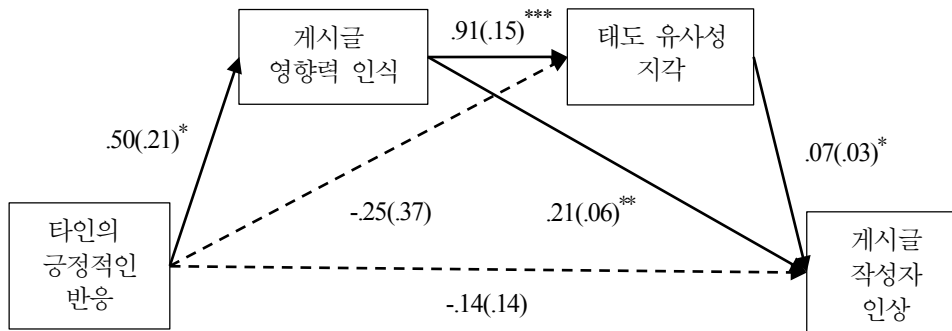 게시글
영향력 인식
.91(.15)***
태도 유사성
지각
.50(.21)*
.07(.03)*
-.25(.37)
.21(.06)**
타인의
긍정적인
반응
게시글
작성자
인상
-.14(.14)